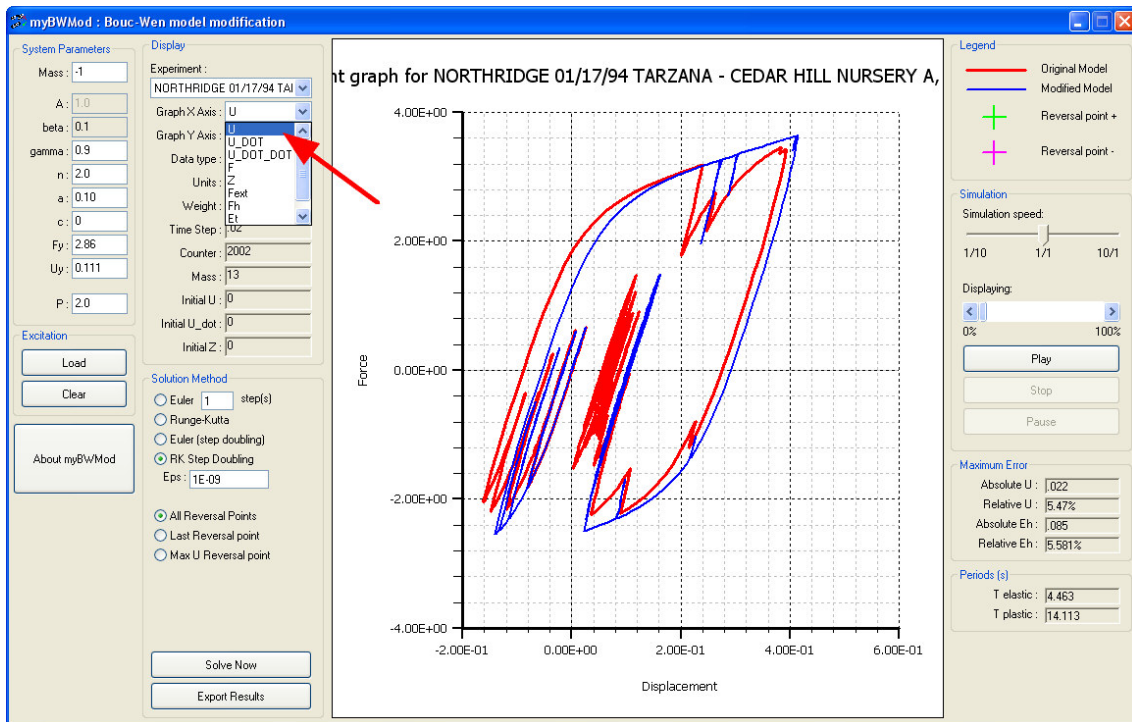 myBWMod : Bouc-Wen model modification
System Parameters
Mass : -1
A : 1.0
beta : 0.1
gamma : 0.9
n : 2.0
a : 0.10
c : 0
Fy : 2.86
Uy : 0.111
P : 2.0
Excitation
Load
Clear
About myBWMod
Display
Experiment :
NORTHRIDGE 01/17/94 TAI
Graph X Axis : U
Graph Y Axis :
Data type :
Units :
Weight :
U
U_DOT
U_DOT_DOT
F
Z
Fext
Fh
Et
Time Step : .02
Counter : 2002
Mass : 13
Initial U : 0
Initial U_dot : 0
Initial Z : 0
Solution Method
Euler 1 step(s)
Runge-Kutta
Euler (step doubling)
RK Step Doubling
Eps : 1E-09
All Reversal Points
Last Reversal point
Max U Reversal point
Solve Now
Export Results
nt graph for NORTHRIDGE 01/17/94 TARZANA - CEDAR HILL NURSERY A,
4.00E+00
2.00E+00
0.00E+00
-2.00E+00
-4.00E+00
Force
-2.00E-01 0.00E+00 2.00E-01 4.00E-01 6.00E-01
Displacement
Legend
Original Model
Modified Model
Reversal point +
Reversal point -
Simulation
Simulation speed:
1/10 1/1 10/1
Displaying:
0% 100%
Play
Stop
Pause
Maximum Error
Absolute U : .022
Relative U : 5.47%
Absolute Eh : .085
Relative Eh : 5.581%
Periods (s)
T elastic : 4.463
T plastic : 14.113